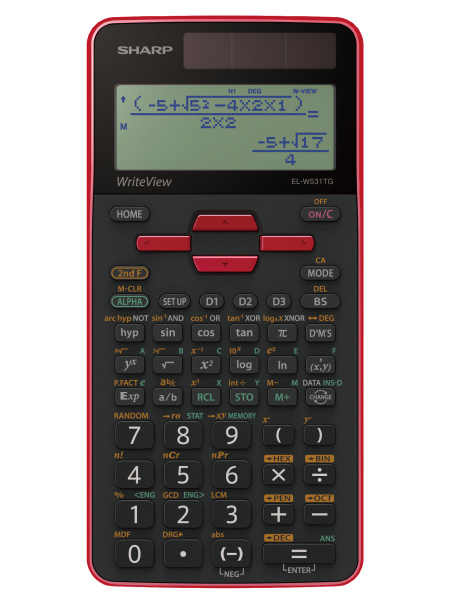 SHARP
N1 DEG W-VIEW
(-5+√5²-4×2×1)
M =
2×2
-5+√17
4
WriteView EL-W531TG
OFF
HOME ON/C
CA
2nd F MODE
M-CLR DEL
ALPHA SET UP D1 D2 D3 BS
arc hyp NOT sin⁻¹ AND cos⁻¹ OR tan⁻¹ XOR XNOR ↔DEG
hyp sin cos tan π D°M'S
A B x⁻¹ C 10ˣ D eˣ E F
yˣ √ x² log ln (x,y)
P.FACT e a b/c x³ X int÷ Y M− M DATA INS-D
Exp a/b RCL STO M+ CHANGE
RANDOM →rθ STAT →xy MEMORY x' y'
7 8 9 ( )
n! nCr nPr →HEX →BIN
4 5 6 × ÷
% <ENG GCD ENG> LCM →PEN →OCT
1 2 3 + −
MDF DRG▶ abs →DEC ANS
0 • (−) =
NEG ENTER